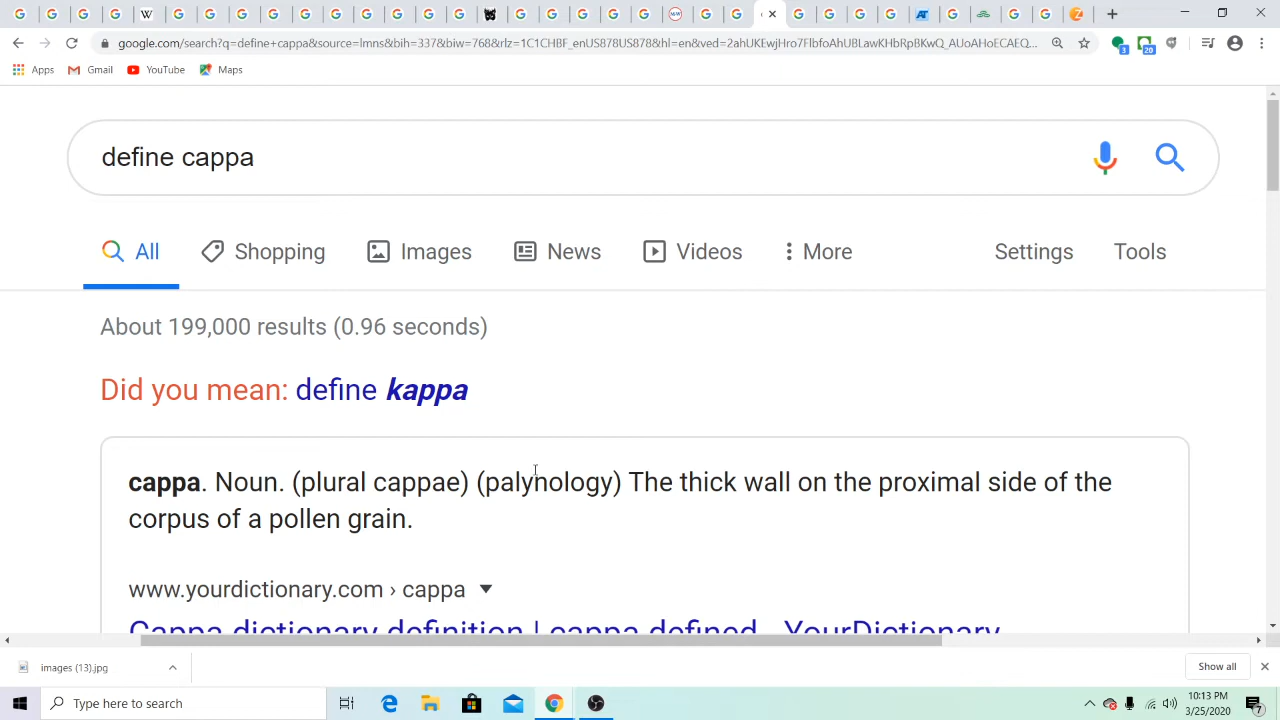 google.com/search?q=define+cappa&source=lmns&bih=337&biw=768&rlz=1C1CHBF_enUS878US878&hl=en&ved=2ahUKEwjHro7FlbfoAhUBLawKHbRpBKwQ_AUoAHoECAEQ...
3
20
Apps Gmail YouTube Maps
define cappa
All Shopping Images News Videos More Settings Tools
About 199,000 results (0.96 seconds)
Did you mean: define kappa
cappa. Noun. (plural cappae) (palynology) The thick wall on the proximal side of the
corpus of a pollen grain.
www.yourdictionary.com › cappa
Cappa dictionary definition | cappa defined - YourDictionary
images (13).jpg Show all
Type here to search
10:13 PM
3/25/2020
7